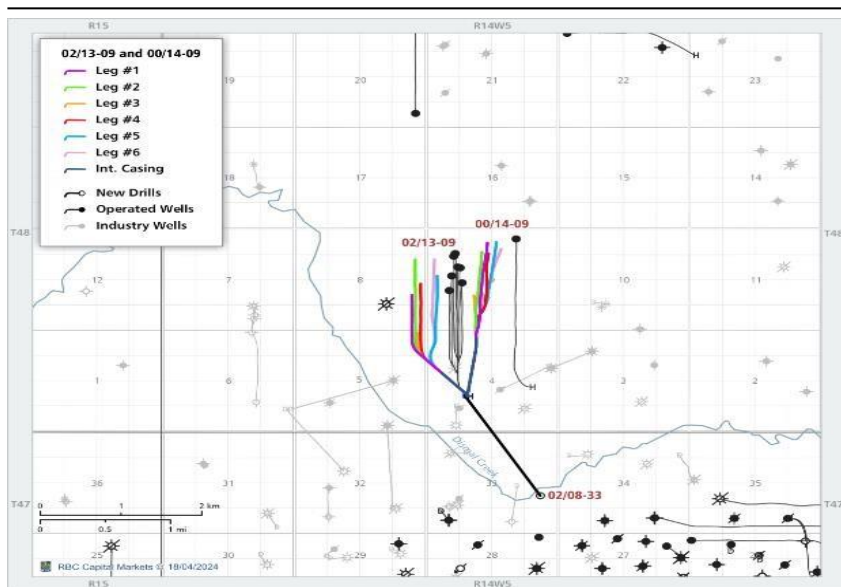 R15
R14W5
02/13-09 and 00/14-09
Leg #1
Leg #2
Leg #3
Leg #4
Leg #5
Leg #6
Int. Casing
New Drills
Operated Wells
Industry Wells
19
20
21
22
23
18
17
16
15
14
T48
T48
02/13-09
00/14-09
12
7
8
10
11
1
6
5
4
3
2
Dismal Creek
36
31
32
33
34
35
02/08-33
T47
T47
0
1
2 km
0
0.5
1 mi
25
30
29
28
27
RBC Capital Markets © 18/04/2024
R15
R14W5